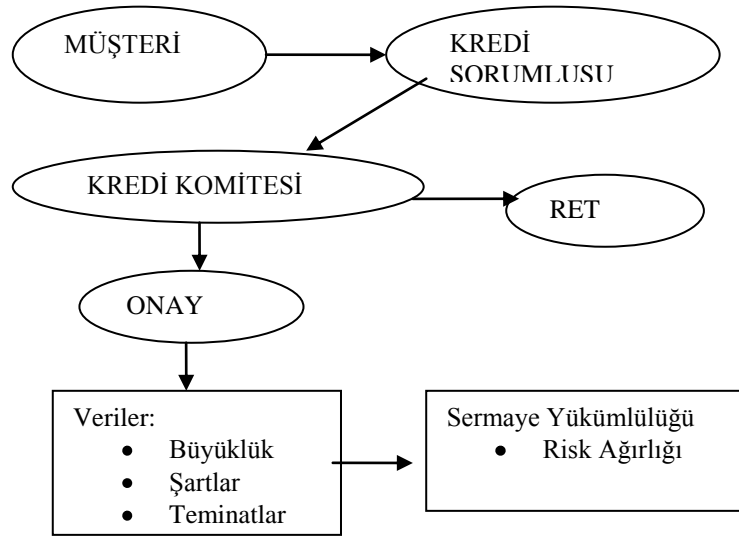 MÜŞTERİ
KREDİ
SORUMLUSU
KREDİ KOMİTESİ
RET
ONAY
Veriler:
• Büyüklük
• Şartlar
• Teminatlar
Sermaye Yükümlülüğü
• Risk Ağırlığı